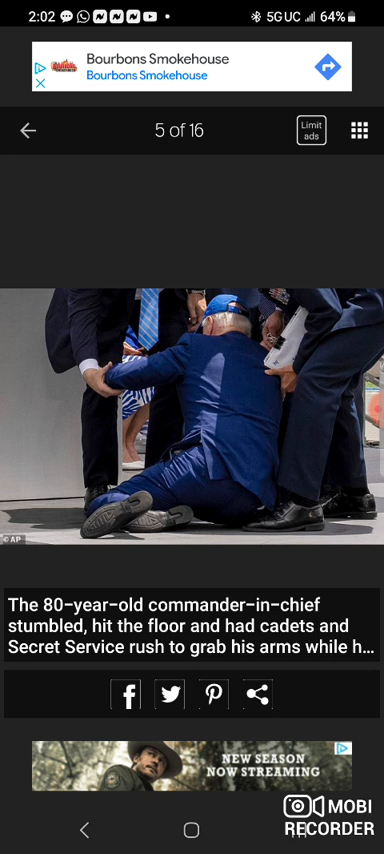 2:02
5G UC 64%
Bourbons Smokehouse
Bourbons Smokehouse
5 of 16
Limit
ads
© AP
The 80-year-old commander-in-chief
stumbled, hit the floor and had cadets and
Secret Service rush to grab his arms while h...
NEW SEASON
NOW STREAMING
MOBI
RECORDER